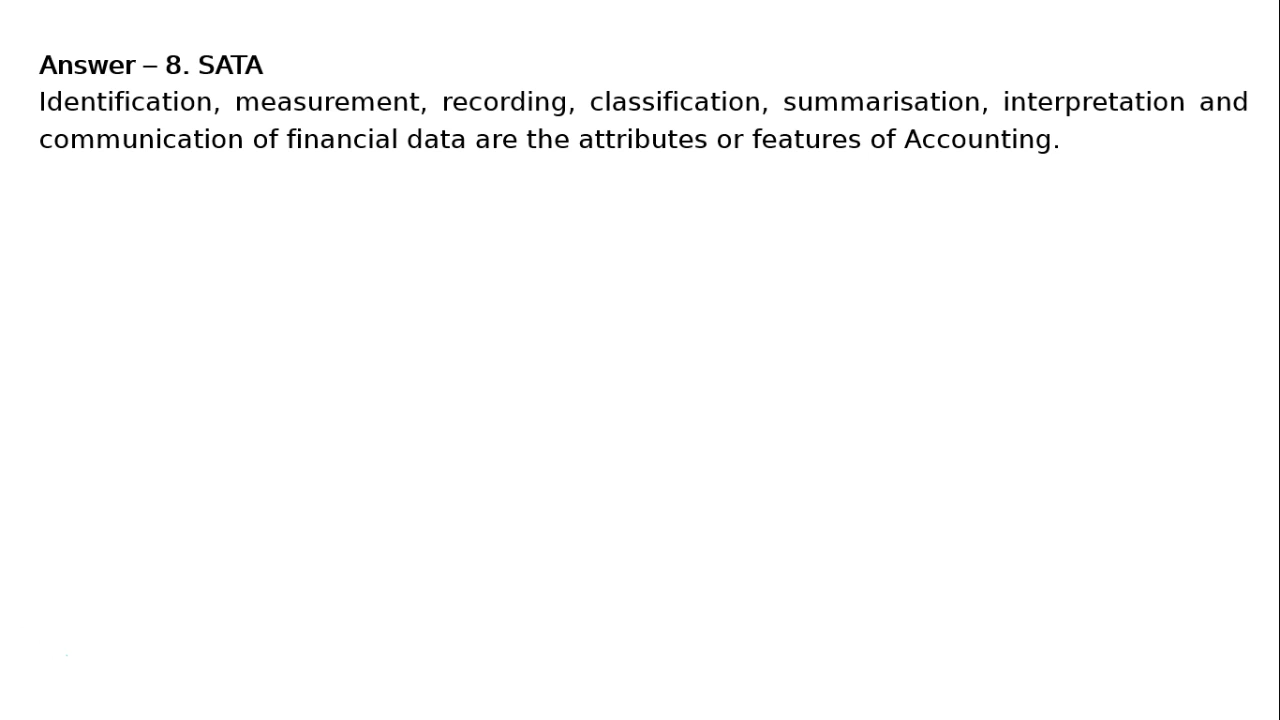 Answer – 8. SATA
Identification, measurement, recording, classification, summarisation, interpretation and
communication of financial data are the attributes or features of Accounting.